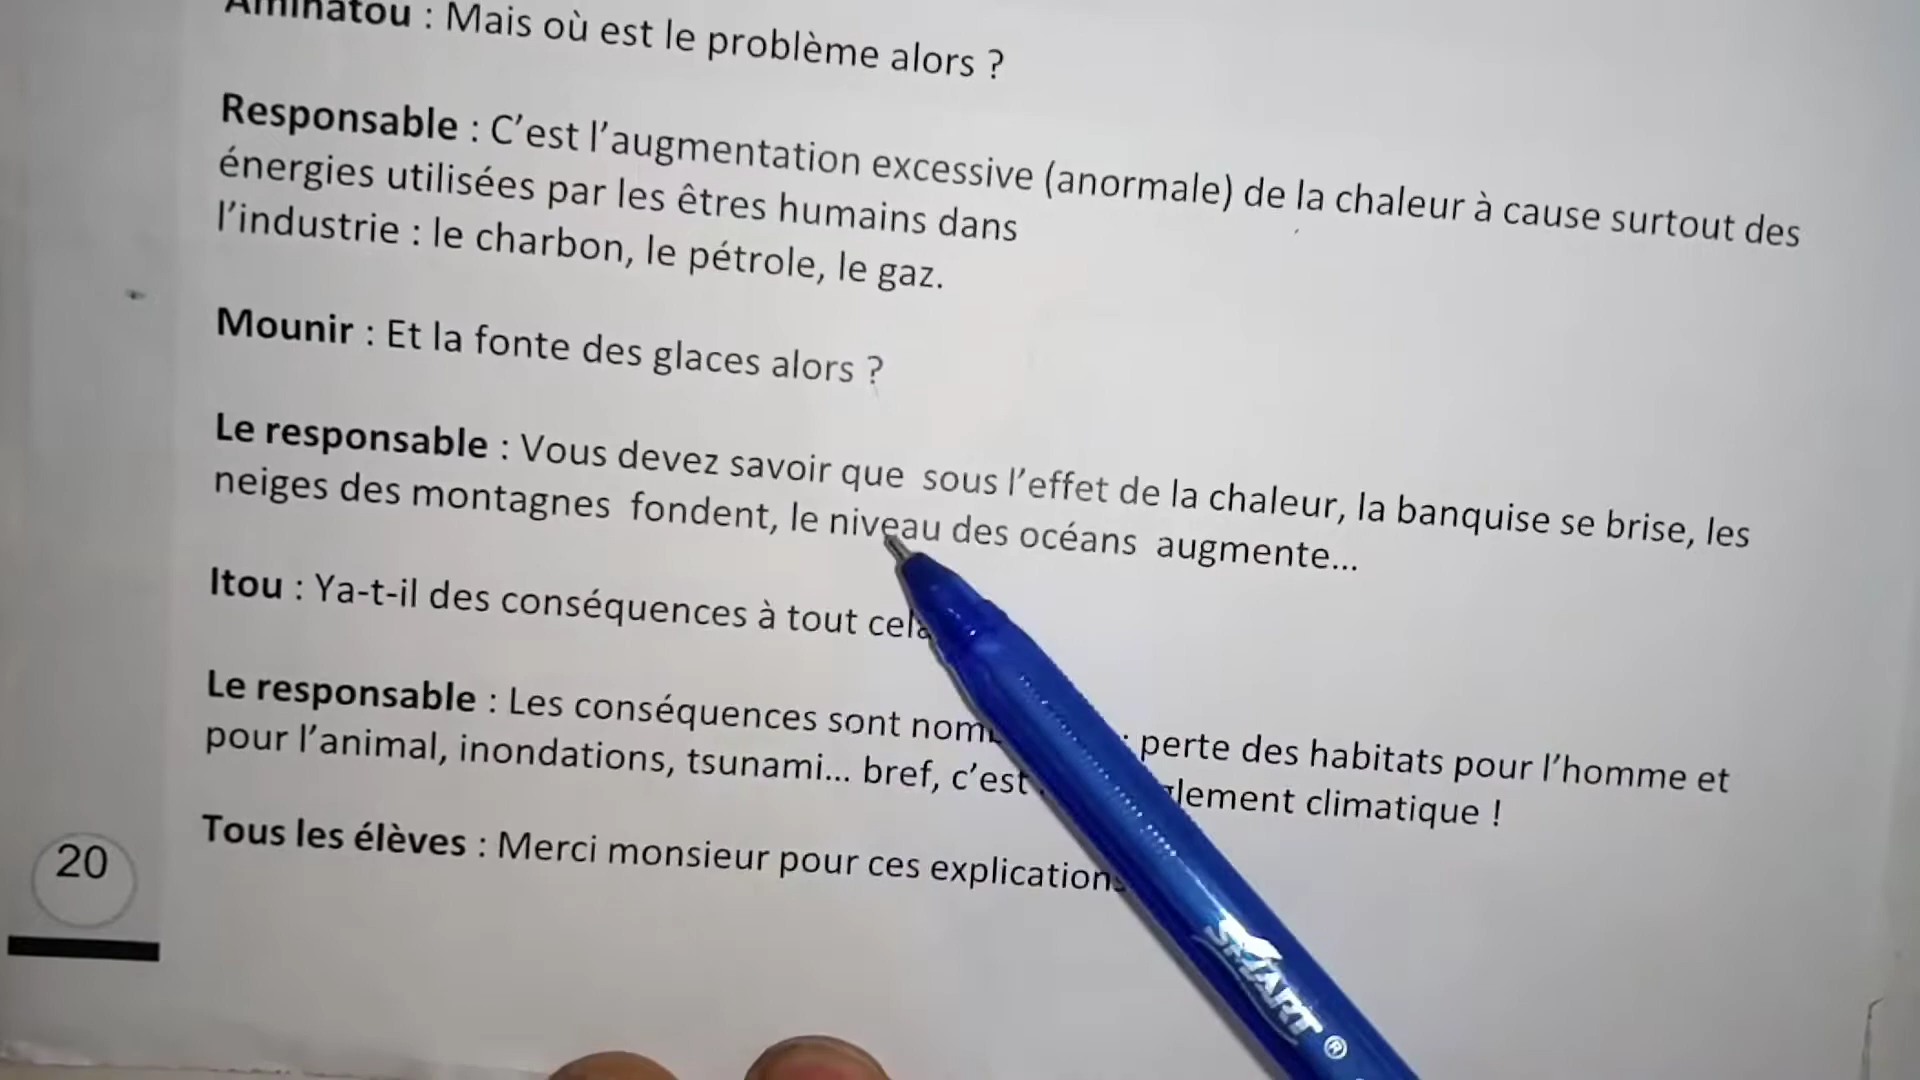 Aminatou : Mais où est le problème alors ?
Responsable : C'est l'augmentation excessive (anormale) de la chaleur à cause surtout des
énergies utilisées par les êtres humains dans
l'industrie : le charbon, le pétrole, le gaz.
Mounir : Et la fonte des glaces alors ?
Le responsable : Vous devez savoir que sous l'effet de la chaleur, la banquise se brise, les
neiges des montagnes fondent, le niveau des océans augmente...
Itou : Ya-t-il des conséquences à tout cela
Le responsable : Les conséquences sont : perte des habitats pour l'homme et
pour l'animal, inondations, tsunami... bref, c'est climatique !
Tous les élèves : Merci monsieur pour ces explications
20
SMART ®